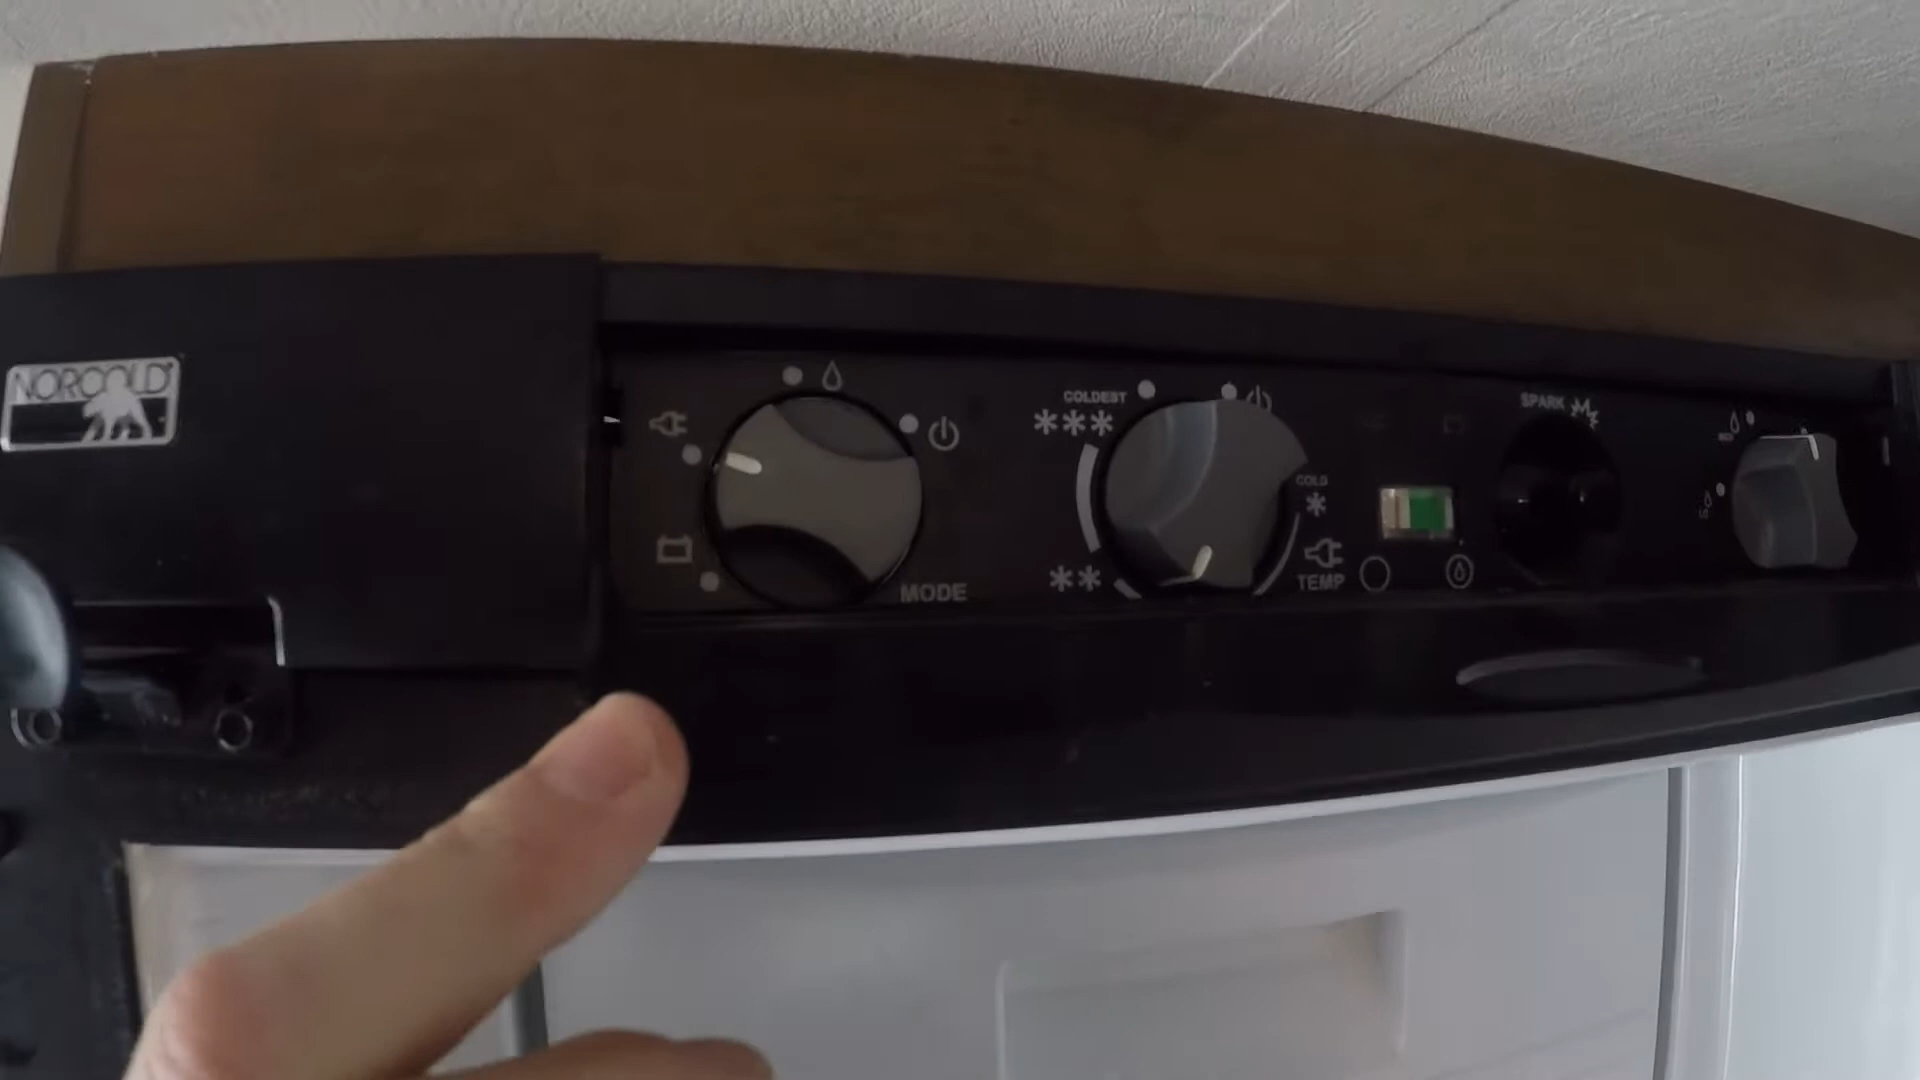 NORCOLD
MODE
COLDEST
***
**
COLD
*
TEMP
SPARK